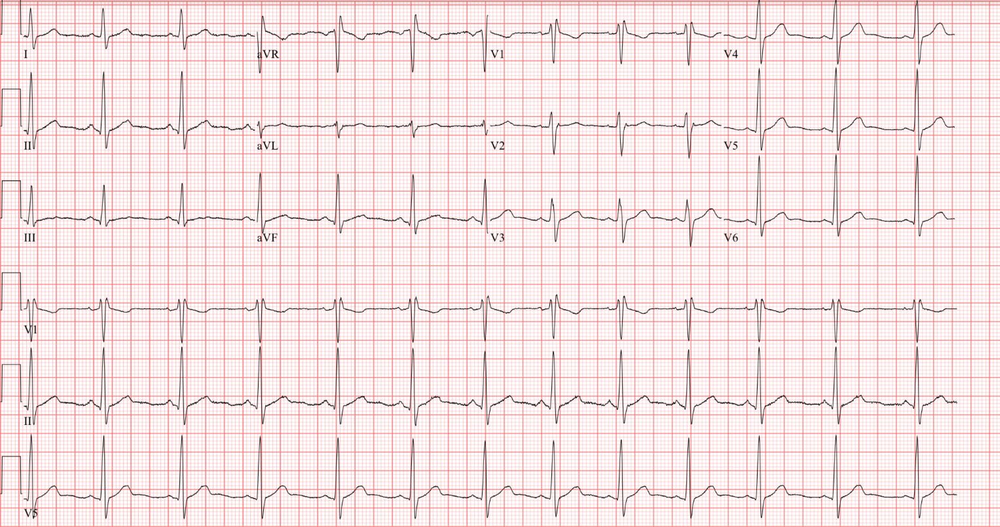 I aVR V1 V4
II aVL V2 V5
III aVF V3 V6
V1
II
V5